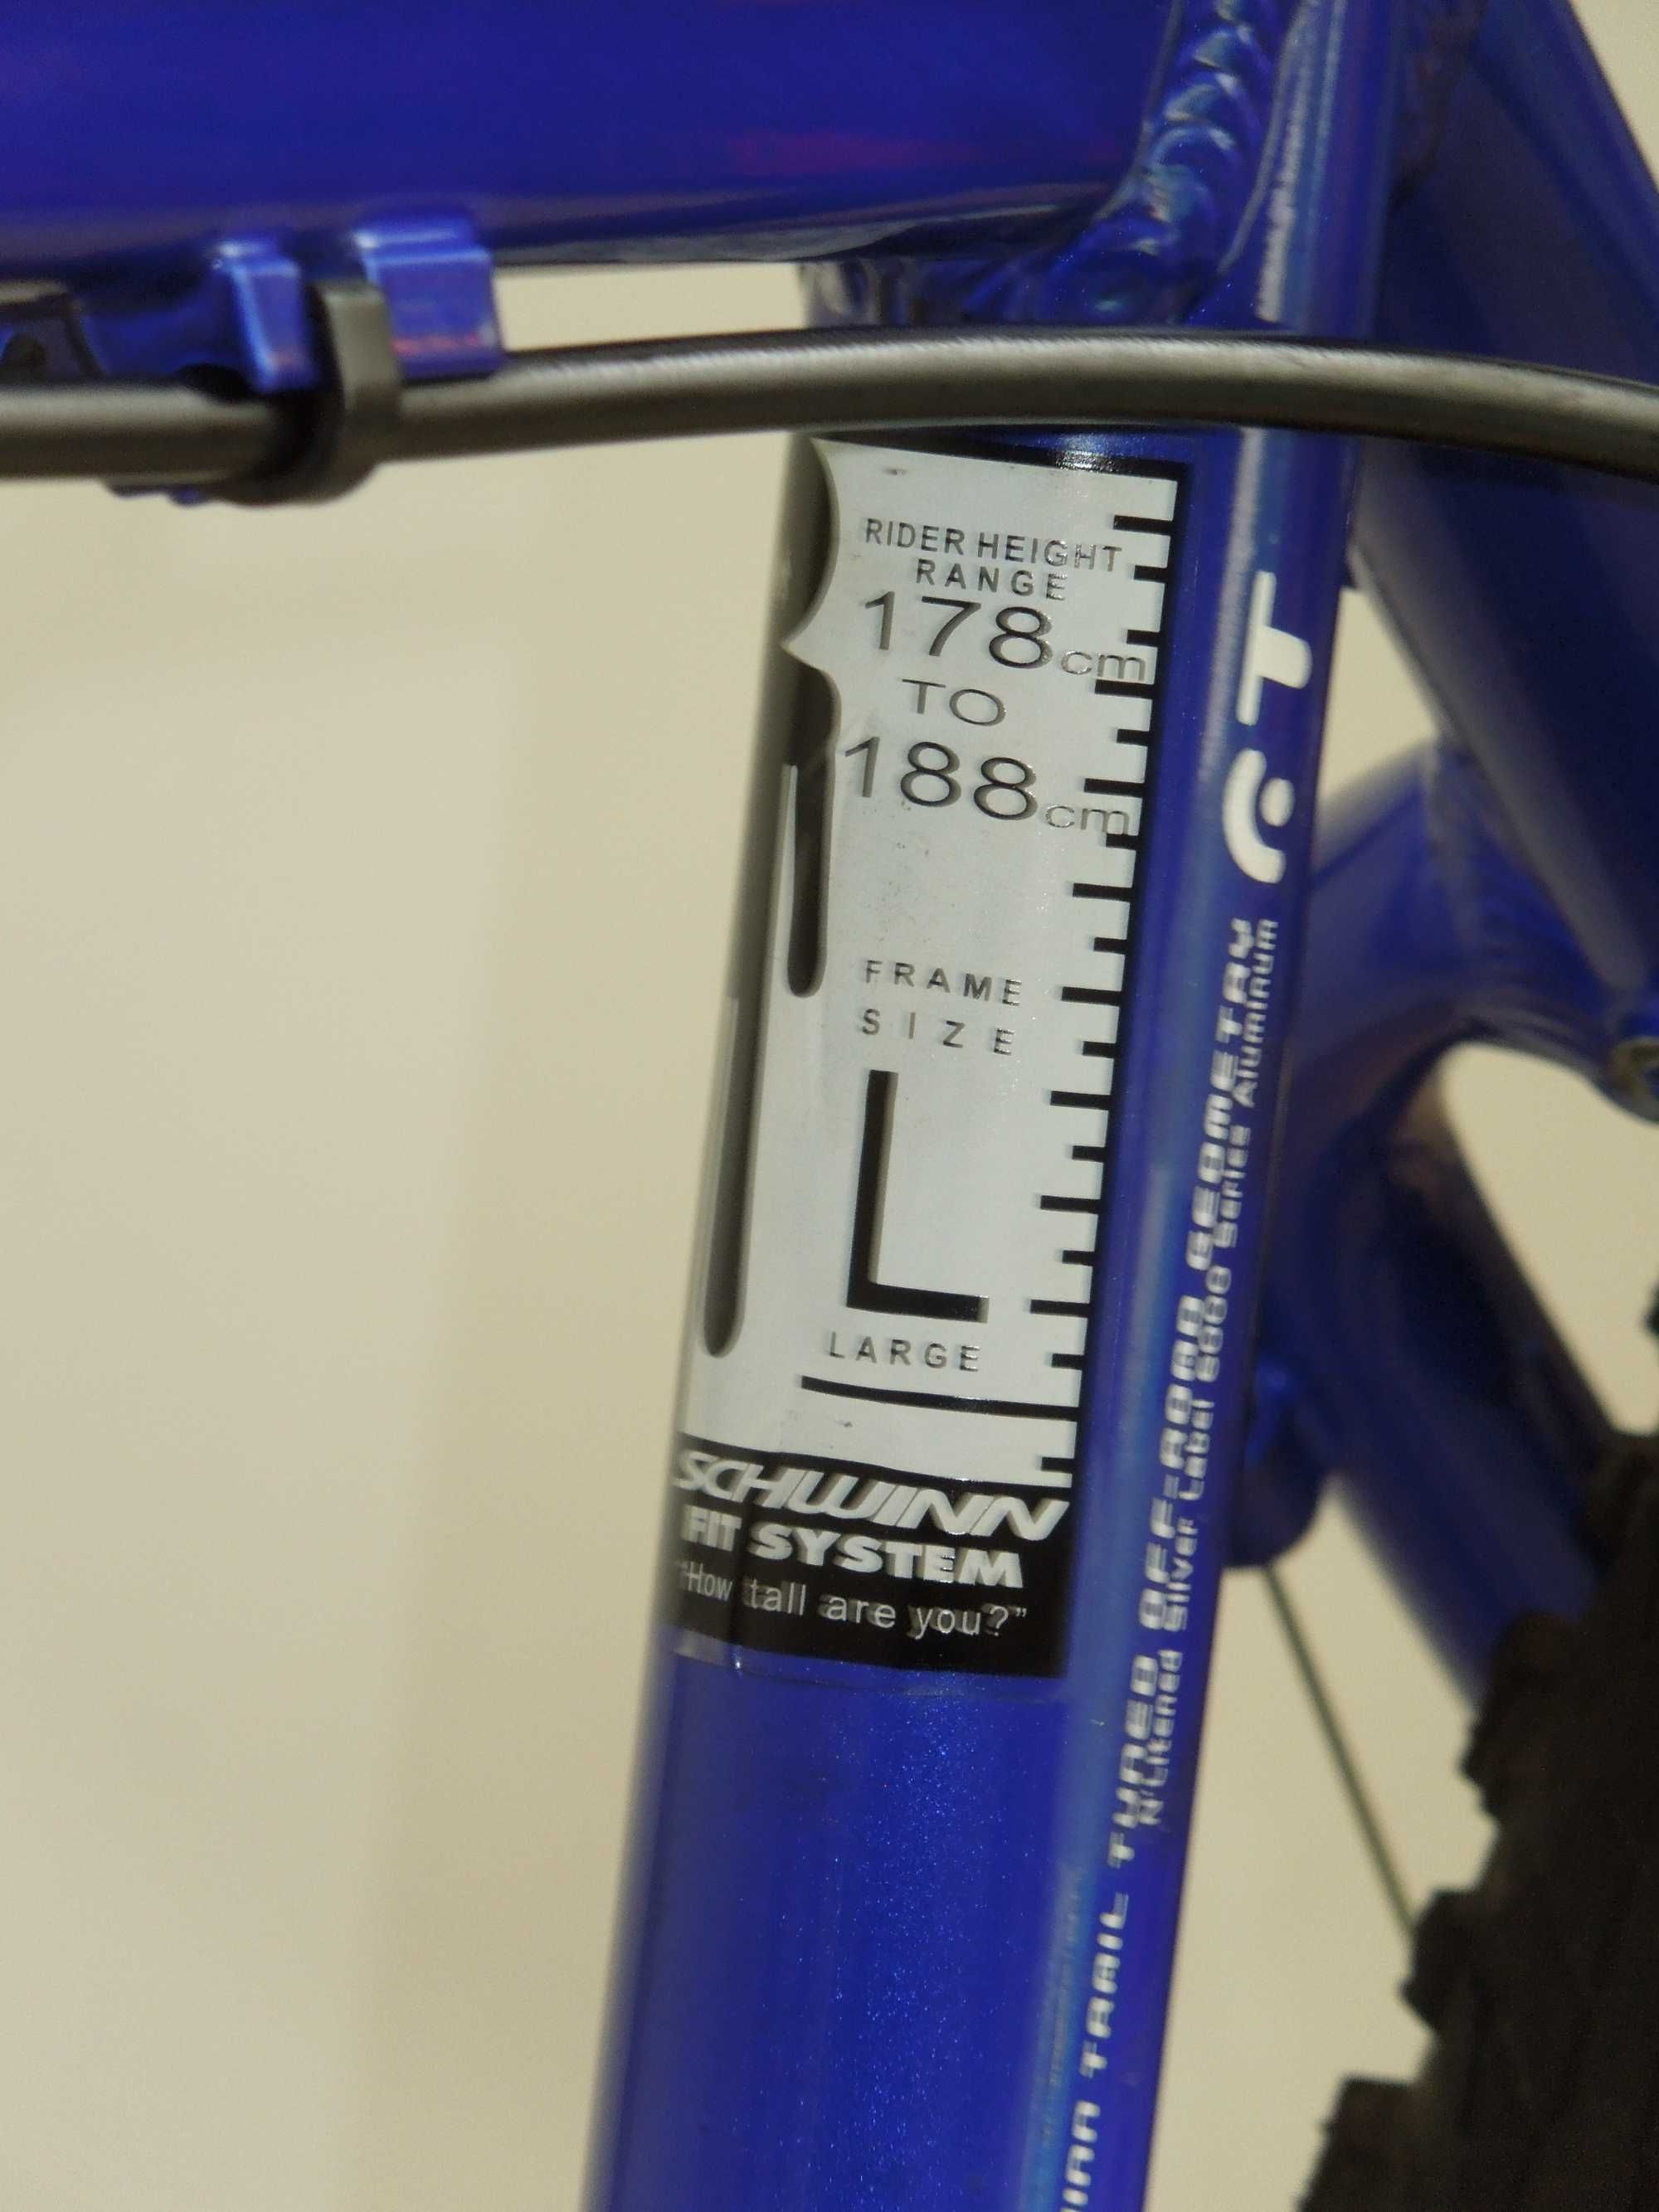 RIDER HEIGHT
RANGE
178cm
TO
188cm
FRAME
SIZE
L
LARGE
SCHWINN
FIT SYSTEM
"How tall are you?"
TRAIL TUNED OFF-ROAD GEOMETRY
N'Litened Silver Label 6000 Series Aluminum